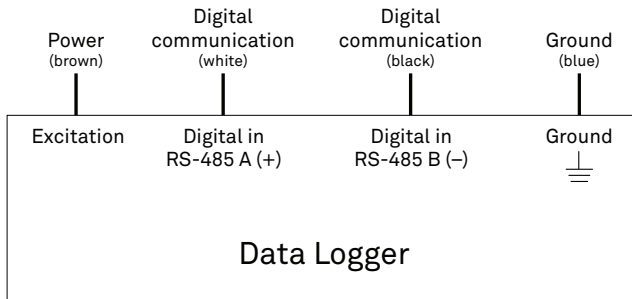 Digital
communication
(white)
Digital
communication
(black)
Power
(brown)
Ground
(blue)
Excitation
Digital in
RS-485 A (+)
Digital in
RS-485 B (–)
Ground
Data Logger